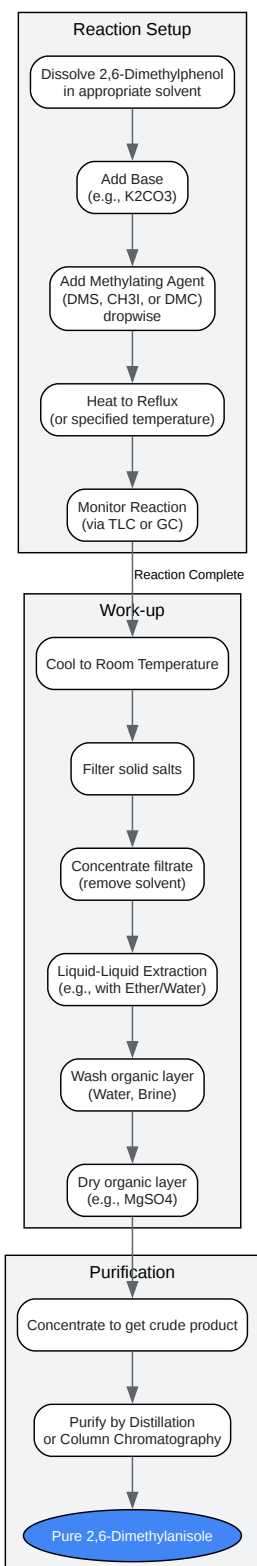 Reaction Setup
Dissolve 2,6-Dimethylphenol
in appropriate solvent
Add Base
(e.g., K2CO3)
Add Methylating Agent
(DMS, CH3I, or DMC)
dropwise
Heat to Reflux
(or specified temperature)
Monitor Reaction
(via TLC or GC)
Reaction Complete
Work-up
Cool to Room Temperature
Filter solid salts
Concentrate filtrate
(remove solvent)
Liquid-Liquid Extraction
(e.g., with Ether/Water)
Wash organic layer
(Water, Brine)
Dry organic layer
(e.g., MgSO4)
Purification
Concentrate to get crude product
Purify by Distillation
or Column Chromatography
Pure 2,6-Dimethylanisole